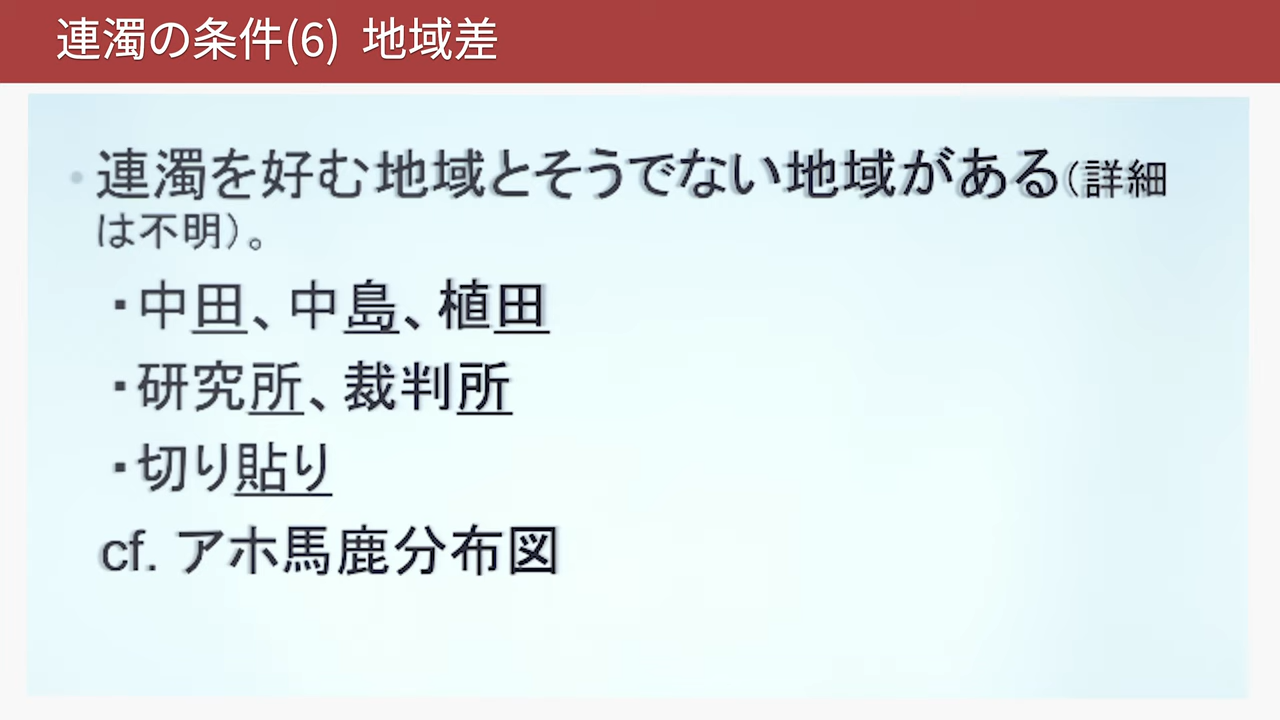 連濁の条件(6) 地域差
• 連濁を好む地域とそうでない地域がある（詳細
は不明）。
・中田、中島、植田
・研究所、裁判所
・切り貼り
cf. アホ馬鹿分布図